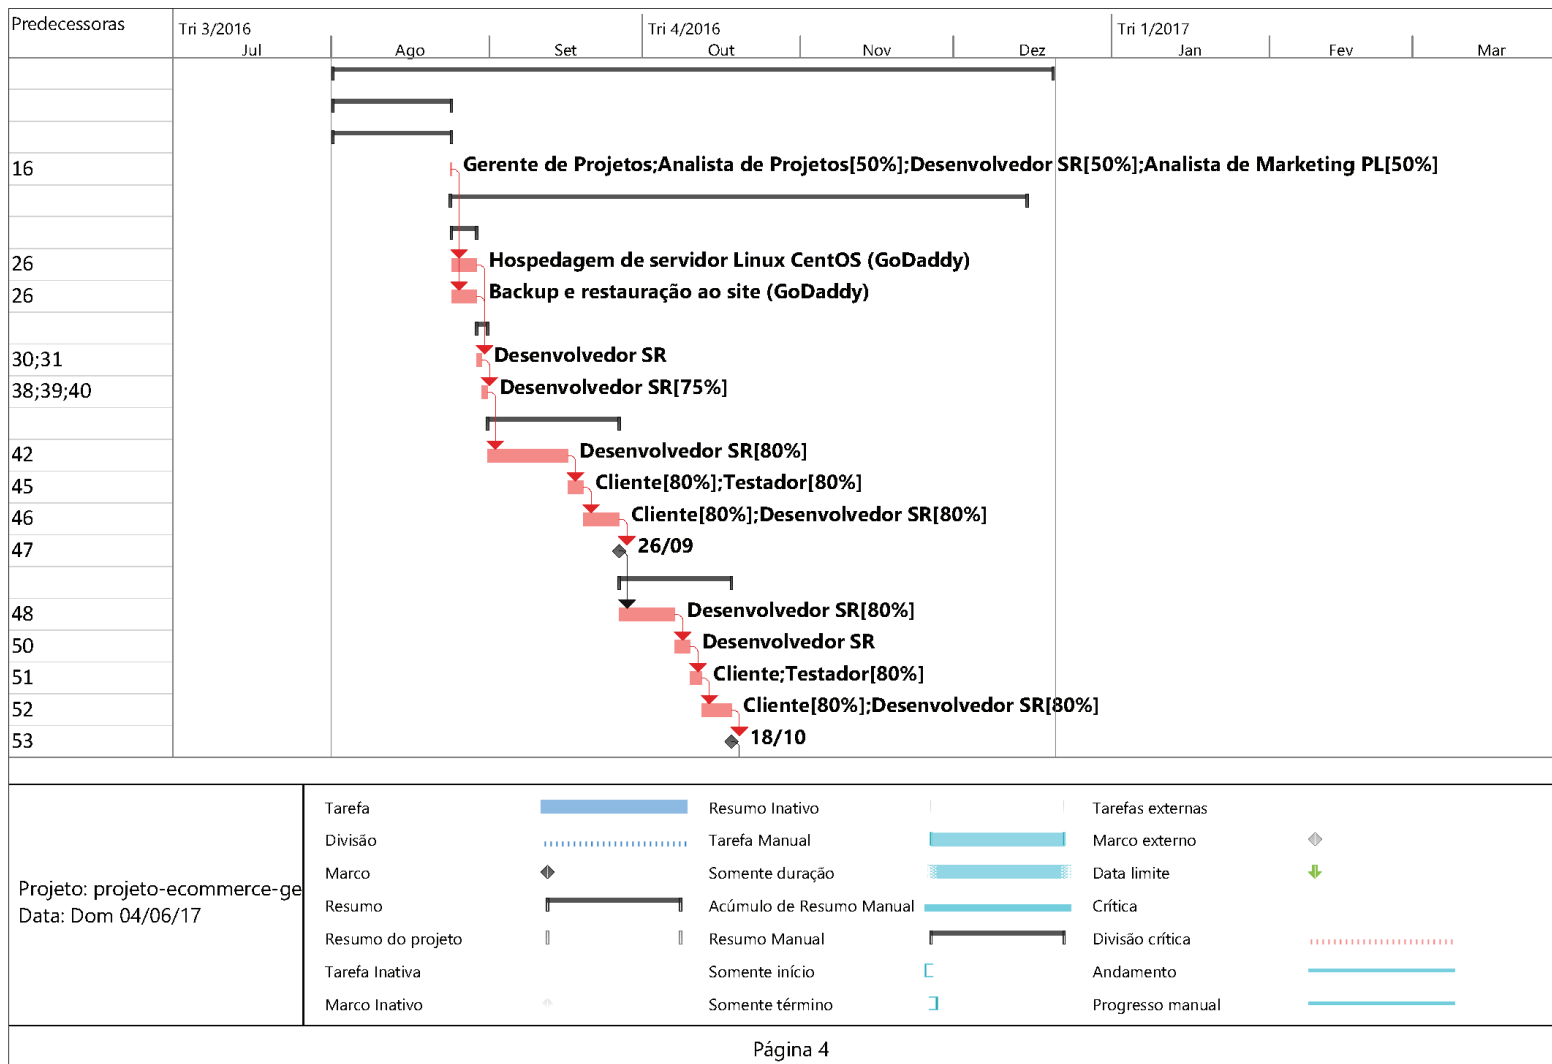 Predecessoras
Tri 3/2016
Tri 4/2016
Tri 1/2017
Jul
Ago
Set
Out
Nov
Dez
Jan
Fev
Mar
16
Gerente de Projetos;Analista de Projetos[50%];Desenvolvedor SR[50%];Analista de Marketing PL[50%]
26
Hospedagem de servidor Linux CentOS (GoDaddy)
26
Backup e restauração ao site (GoDaddy)
30;31
Desenvolvedor SR
38;39;40
Desenvolvedor SR[75%]
42
Desenvolvedor SR[80%]
45
Cliente[80%];Testador[80%]
46
Cliente[80%];Desenvolvedor SR[80%]
47
26/09
48
Desenvolvedor SR[80%]
50
Desenvolvedor SR
51
Cliente;Testador[80%]
52
Cliente[80%];Desenvolvedor SR[80%]
53
18/10
Projeto: projeto-ecommerce-ge
Data: Dom 04/06/17
Tarefa
Divisão
Marco
Resumo
Resumo do projeto
Tarefa Inativa
Marco Inativo
Resumo Inativo
Tarefa Manual
Somente duração
Acúmulo de Resumo Manual
Resumo Manual
Somente início
Somente término
Tarefas externas
Marco externo
Data limite
Crítica
Divisão crítica
Andamento
Progresso manual
Página 4